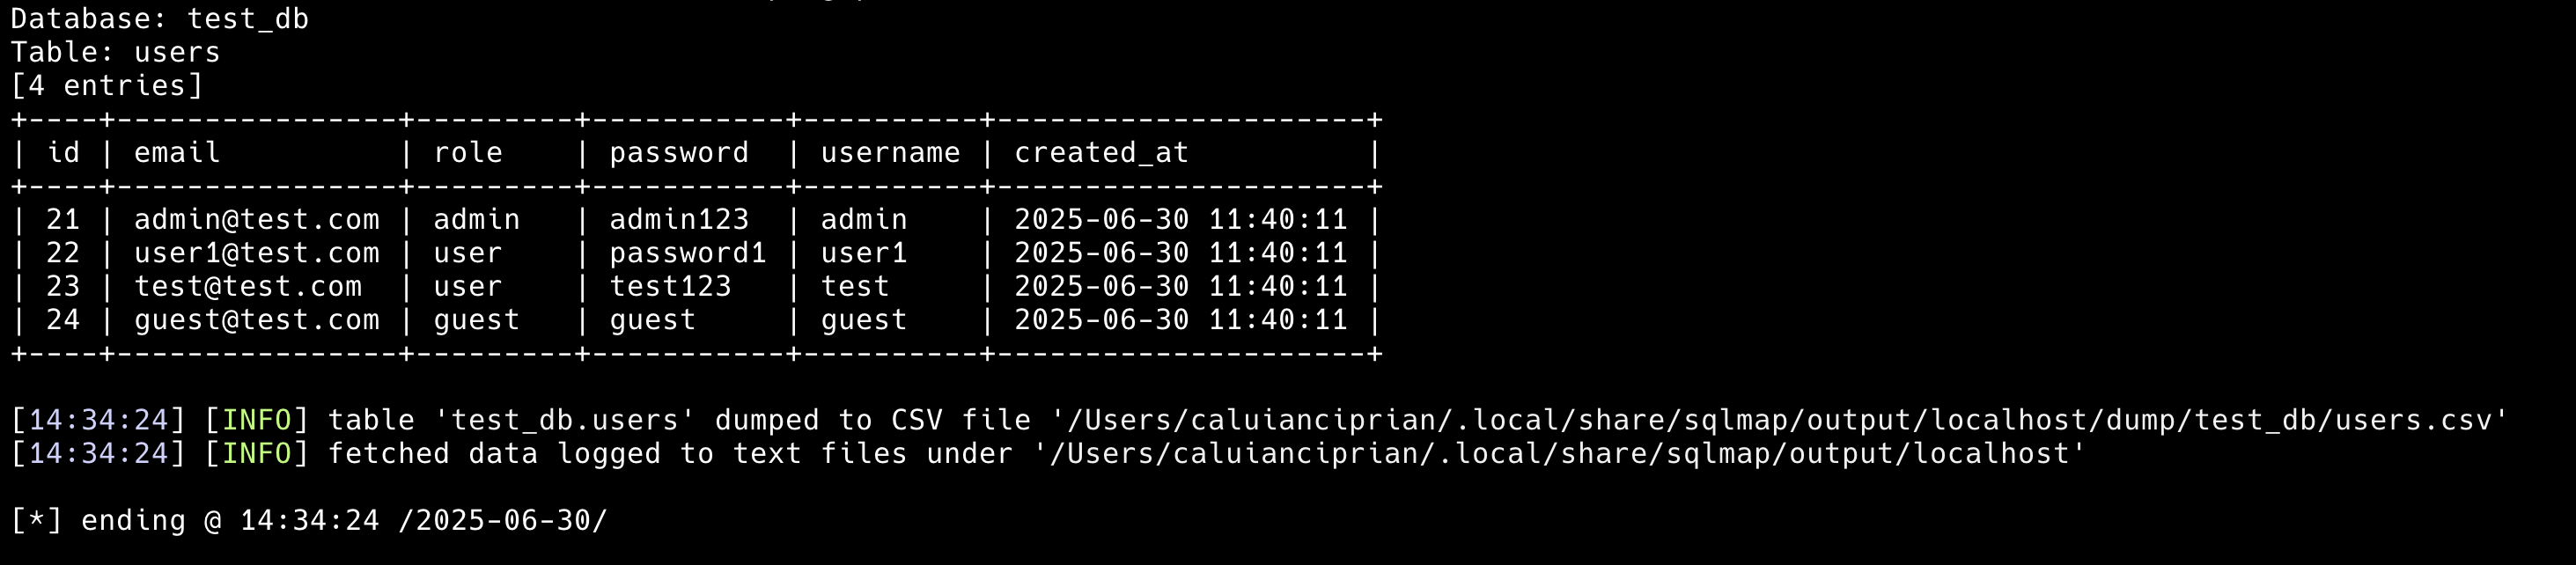 Database: test_db
Table: users
[4 entries]
+----+----------------+----------+-----------+----------+---------------------+
| id | email          | role    | password  | username | created_at          |
+----+----------------+----------+-----------+----------+---------------------+
| 21 | admin@test.com | admin   | admin123  | admin    | 2025-06-30 11:40:11 |
| 22 | user1@test.com | user    | password1 | user1    | 2025-06-30 11:40:11 |
| 23 | test@test.com  | user    | test123   | test     | 2025-06-30 11:40:11 |
| 24 | guest@test.com | guest   | guest     | guest    | 2025-06-30 11:40:11 |
+----+----------------+----------+-----------+----------+---------------------+
[14:34:24] [INFO] table 'test_db.users' dumped to CSV file '/Users/caluianciprian/.local/share/sqlmap/output/localhost/dump/test_db/users.csv'
[14:34:24] [INFO] fetched data logged to text files under '/Users/caluianciprian/.local/share/sqlmap/output/localhost'
[*] ending @ 14:34:24 /2025-06-30/